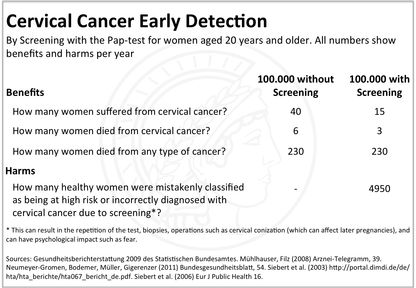 Cervical Cancer Early Detection
By Screening with the Pap-test for women aged 20 years and older. All numbers show
benefits and harms per year
100.000 without 100.000 with
Benefits Screening Screening
How many women suffered from cervical cancer? 40 15
How many women died from cervical cancer? 6 3
How many women died from any type of cancer? 230 230
Harms
How many healthy women were mistakenly classified
as being at high risk or incorrectly diagnosed with - 4950
cervical cancer due to screening*?
* This can result in the repetition of the test, biopsies, operations such as cervical conization (which can affect later pregnancies), and
can have psychological impact such as fear.
Sources: Gesundheitsberichterstattung 2009 des Statistischen Bundesamtes. Mühlhauser, Filz (2008) Arznei-Telegramm, 39.
Neumeyer-Gromen, Bodemer, Müller, Gigerenzer (2011) Bundesgesundheitsblatt, 54. Siebert et al. (2003) http://portal.dimdi.de/de/
hta/hta_berichte/hta067_bericht_de.pdf. Siebert et al. (2006) Eur J Public Health 16.